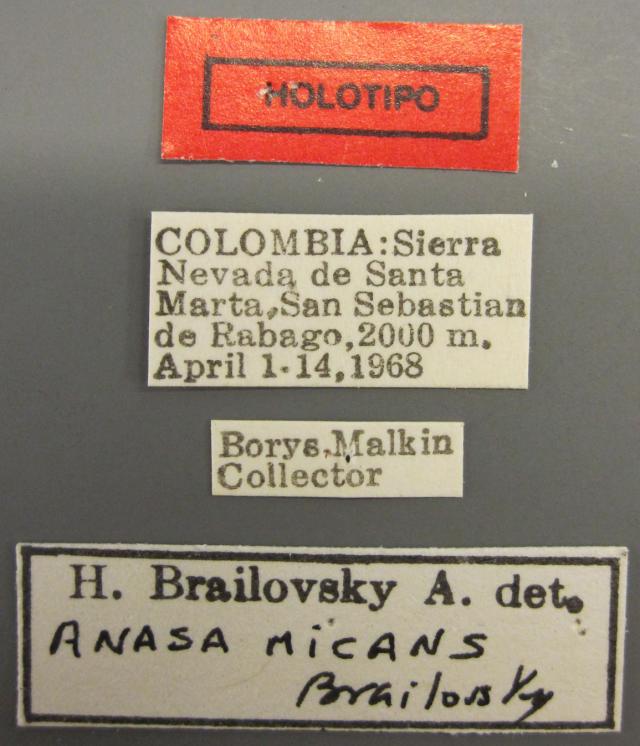 HOLOTIPO
COLOMBIA:Sierra
Nevada de Santa
Marta,San Sebastian
de Rabago,2000 m.
April 1-14,1968
Borys Malkin
Collector
H. Brailovsky A. det.
ANASA MICANS
Brailovsky